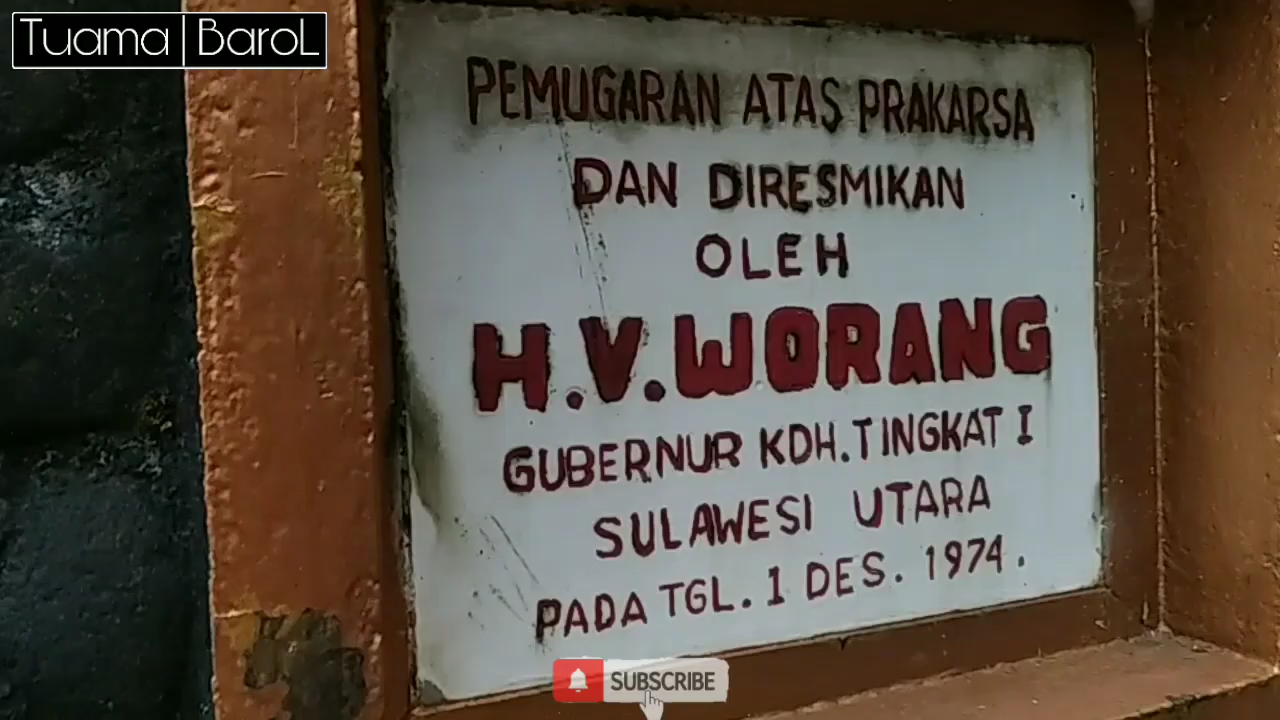 Tuama | BaroL
PEMUGARAN ATAS PRAKARSA
DAN DIRESMIKAN
OLEH
H.V.WORANG
GUBERNUR KDH.TINGKAT I
SULAWESI UTARA
PADA TGL. 1 DES. 1974.
SUBSCRIBE